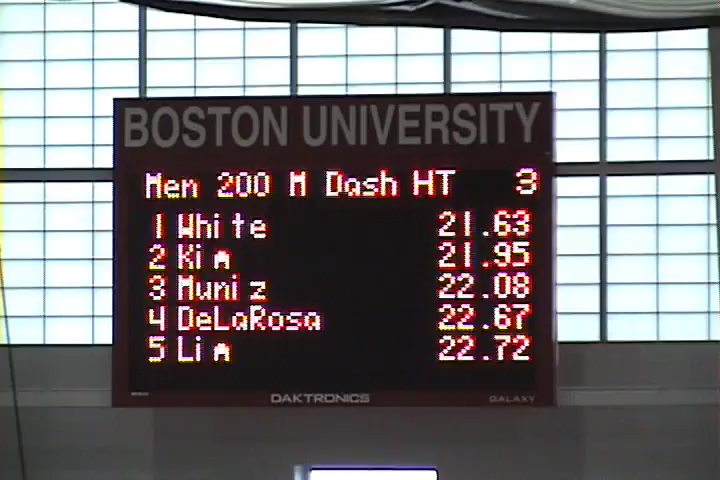 BOSTON UNIVERSITY
Men 200 M Dash HT 3
1 White 21.63
2 Kim 21.95
3 Muniz 22.08
4 DeLaRosa 22.67
5 Lim 22.72
DAKTRONICS GALAXY